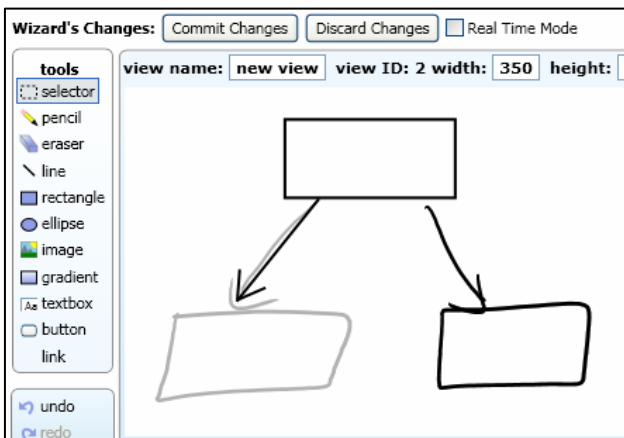 Wizard's Changes: Commit Changes Discard Changes Real Time Mode
tools
view name: new view view ID: 2 width: 350 height:
selector
pencil
eraser
line
rectangle
ellipse
image
gradient
Aa textbox
button
link
undo
redo